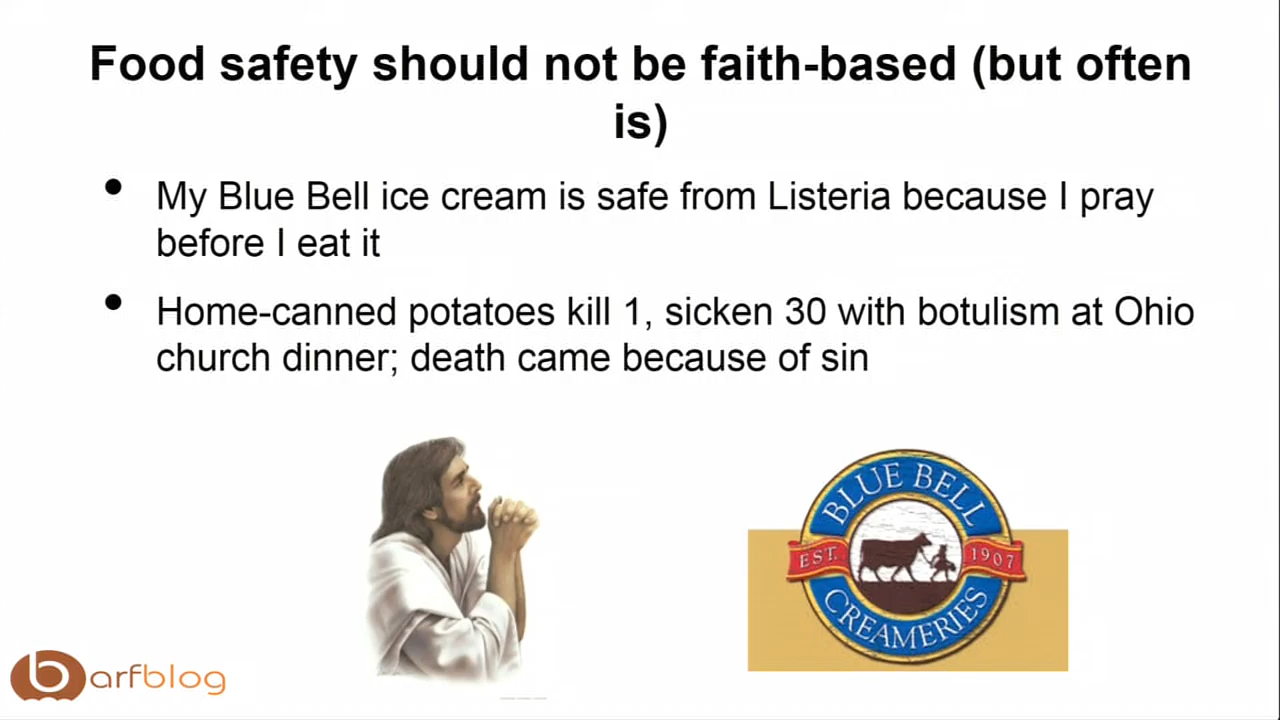 Food safety should not be faith-based (but often
is)
• My Blue Bell ice cream is safe from Listeria because I pray
before I eat it
• Home-canned potatoes kill 1, sicken 30 with botulism at Ohio
church dinner; death came because of sin
BLUE BELL
EST. 1907
CREAMERIES
barfblog